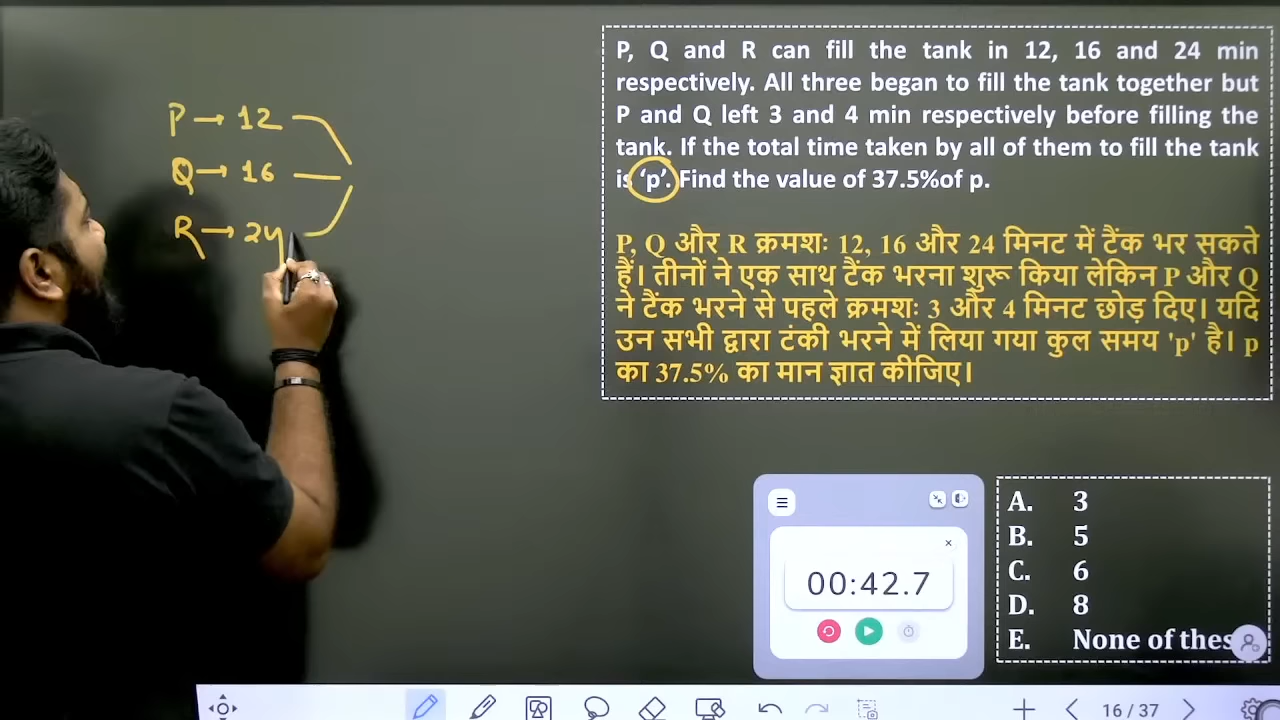 P → 12
Q → 16
R → 24
P, Q and R can fill the tank in 12, 16 and 24 min
respectively. All three began to fill the tank together but
P and Q left 3 and 4 min respectively before filling the
tank. If the total time taken by all of them to fill the tank
is 'p'. Find the value of 37.5%of p.
P, Q और R क्रमशः 12, 16 और 24 मिनट में टैंक भर सकते
हैं। तीनों ने एक साथ टैंक भरना शुरू किया लेकिन P और Q
ने टैंक भरने से पहले क्रमशः 3 और 4 मिनट छोड़ दिए। यदि
उन सभी द्वारा टंकी भरने में लिया गया कुल समय 'p' है। p
का 37.5% का मान ज्ञात कीजिए।
00:42.7
A. 3
B. 5
C. 6
D. 8
E. None of thes
16 / 37